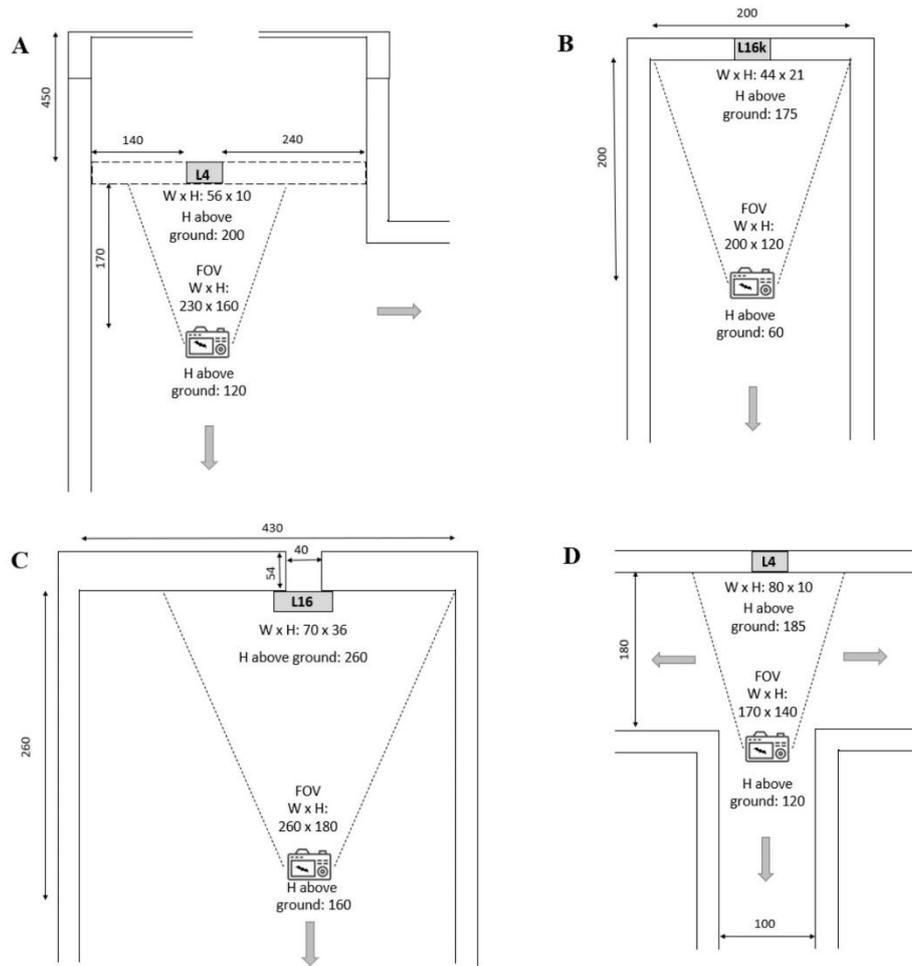 A
450
140
240
L4
W x H: 56 x 10
H above
ground: 200
170
FOV
W x H:
230 x 160
H above
ground: 120
B
200
L16k
W x H: 44 x 21
H above
ground: 175
200
FOV
W x H:
200 x 120
H above
ground: 60
C
430
40
54
L16
W x H: 70 x 36
H above ground: 260
260
FOV
W x H:
260 x 180
H above
ground: 160
D
L4
W x H: 80 x 10
H above
ground: 185
180
FOV
W x H:
170 x 140
H above
ground: 120
100